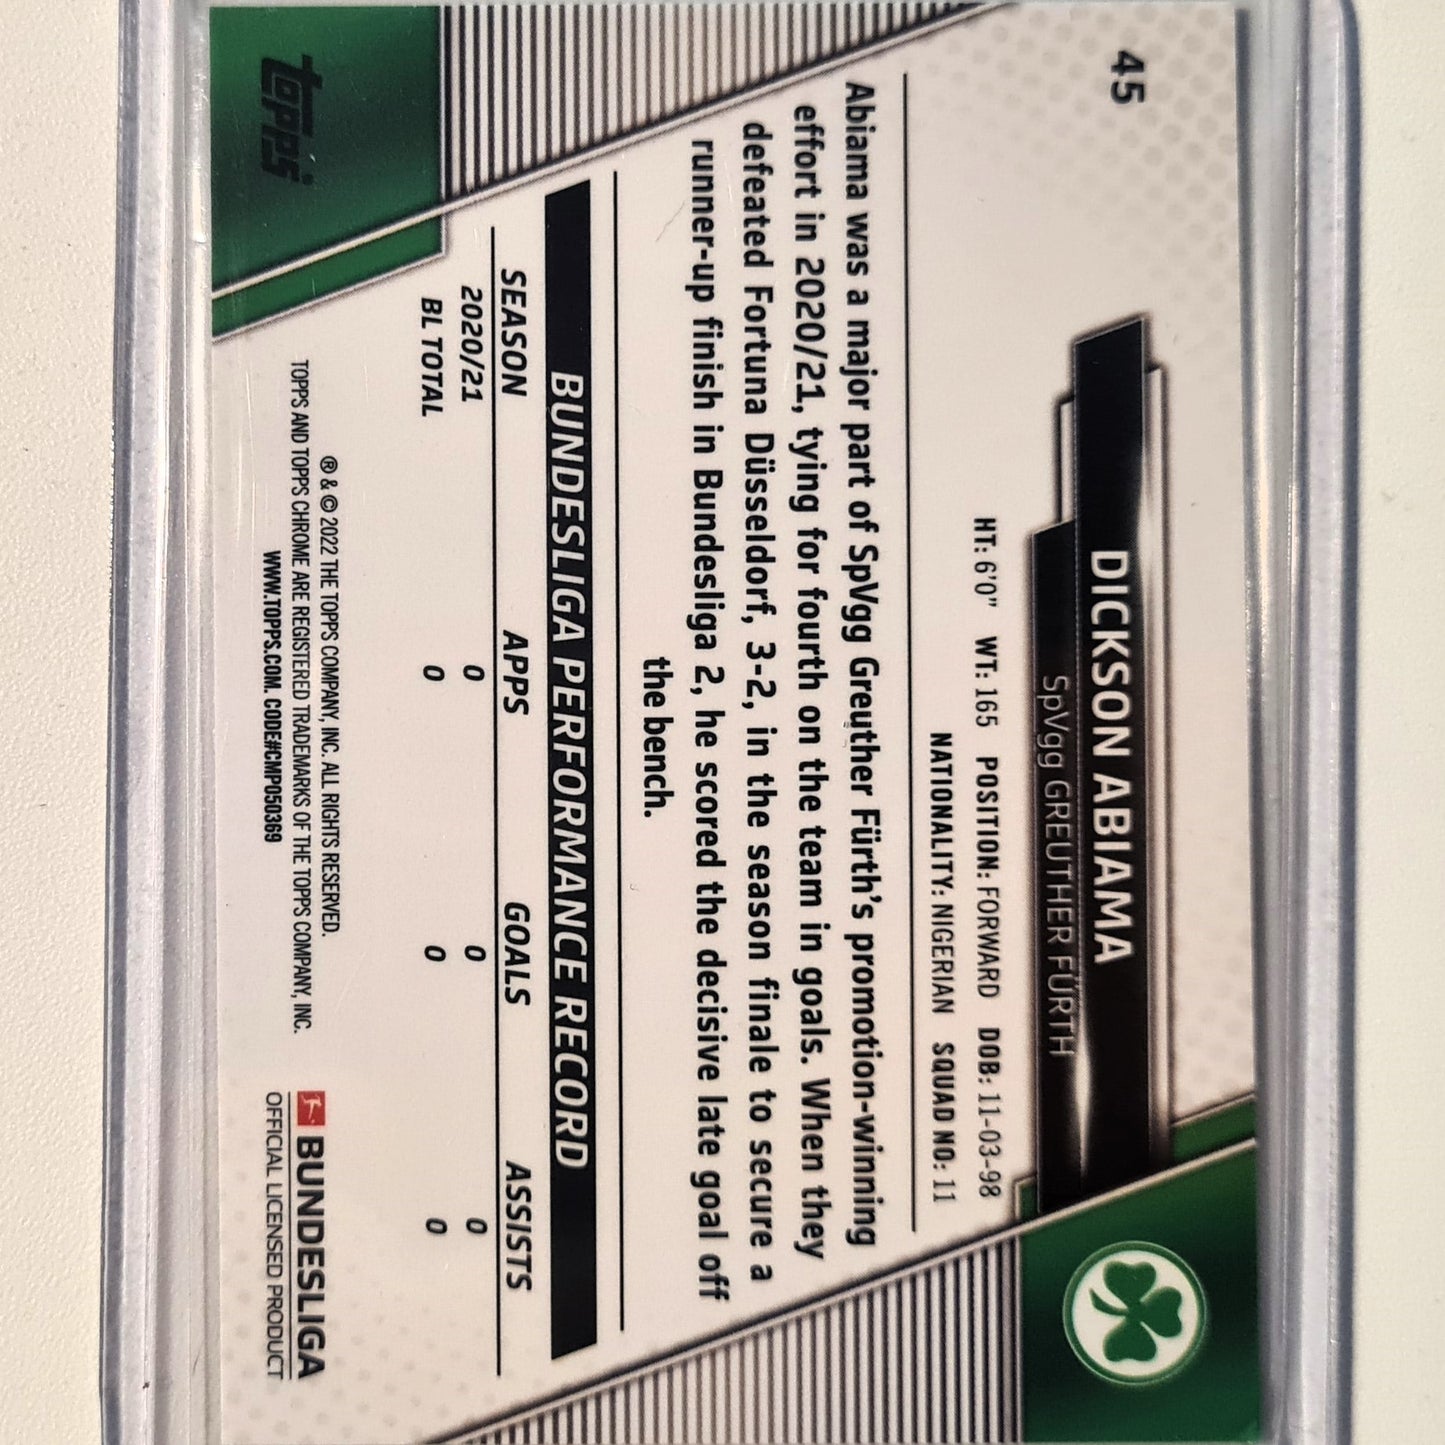 45
DICKSON ABIAMA
SpVgg GREUTHER FÜRTH
HT: 6'0" WT: 165 POSITION: FORWARD DOB: 11-03-98
NATIONALITY: NIGERIAN SQUAD NO: 11
Abiama was a major part of SpVgg Greuther Fürth's promotion-winning
effort in 2020/21, tying for fourth on the team in goals. When they
defeated Fortuna Düsseldorf, 3-2, in the season finale to secure a
runner-up finish in Bundesliga 2, he scored the decisive late goal off
the bench.
BUNDESLIGA PERFORMANCE RECORD
SEASON APPS GOALS ASSISTS
2020/21 0 0 0
BL TOTAL 0 0 0
® & © 2022 THE TOPPS COMPANY, INC. ALL RIGHTS RESERVED.
TOPPS AND TOPPS CHROME ARE REGISTERED TRADEMARKS OF THE TOPPS COMPANY, INC.
WWW.TOPPS.COM. CODE#CMP050369
topps
BUNDESLIGA
OFFICIAL LICENSED PRODUCT